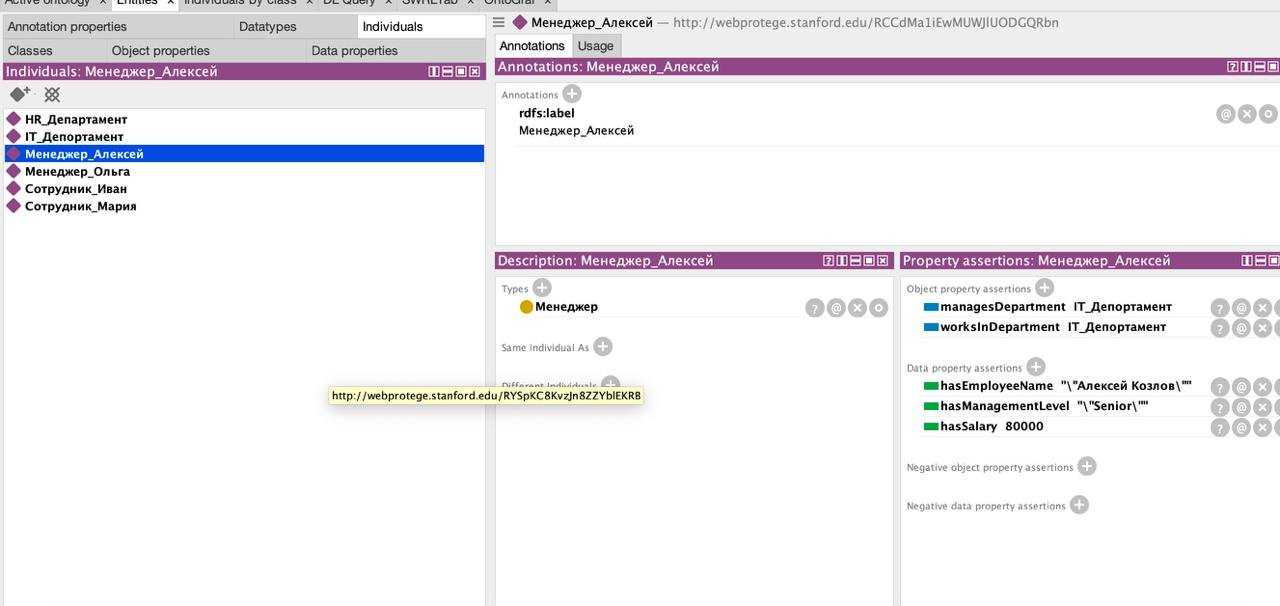 Active ontology × Entities × Individuals by class × DL Query × SWRLTab × OntoGraf ×
Annotation properties Datatypes Individuals
Classes Object properties Data properties
Individuals: Менеджер_Алексей
HR_Департамент
IT_Депортамент
Менеджер_Алексей
Менеджер_Ольга
Сотрудник_Иван
Сотрудник_Мария
Менеджер_Алексей — http://webprotege.stanford.edu/RCCdMa1iEwMUWJlUODGQRbn
Annotations Usage
Annotations: Менеджер_Алексей
Annotations
rdfs:label
Менеджер_Алексей
Description: Менеджер_Алексей
Types
Менеджер
Same Individual As
Different Individuals
http://webprotege.stanford.edu/RYSpKC8KvzJn8ZZYblEKRB
Property assertions: Менеджер_Алексей
Object property assertions
managesDepartment IT_Депортамент
worksInDepartment IT_Депортамент
Data property assertions
hasEmployeeName "\"Алексей Козлов\""
hasManagementLevel "\"Senior\""
hasSalary 80000
Negative object property assertions
Negative data property assertions